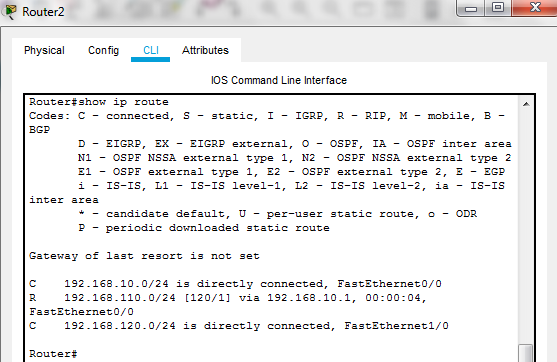 Router2
Physical Config CLI Attributes
IOS Command Line Interface
Router#show ip route
Codes: C - connected, S - static, I - IGRP, R - RIP, M - mobile, B -
BGP
D - EIGRP, EX - EIGRP external, O - OSPF, IA - OSPF inter area
N1 - OSPF NSSA external type 1, N2 - OSPF NSSA external type 2
E1 - OSPF external type 1, E2 - OSPF external type 2, E - EGP
i - IS-IS, L1 - IS-IS level-1, L2 - IS-IS level-2, ia - IS-IS
inter area
* - candidate default, U - per-user static route, o - ODR
P - periodic downloaded static route
Gateway of last resort is not set
C 192.168.10.0/24 is directly connected, FastEthernet0/0
R 192.168.110.0/24 [120/1] via 192.168.10.1, 00:00:04,
FastEthernet0/0
C 192.168.120.0/24 is directly connected, FastEthernet1/0
Router#